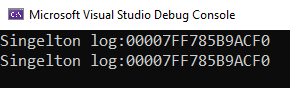 Microsoft Visual Studio Debug Console
Singelton log:00007FF785B9ACF0
Singelton log:00007FF785B9ACF0